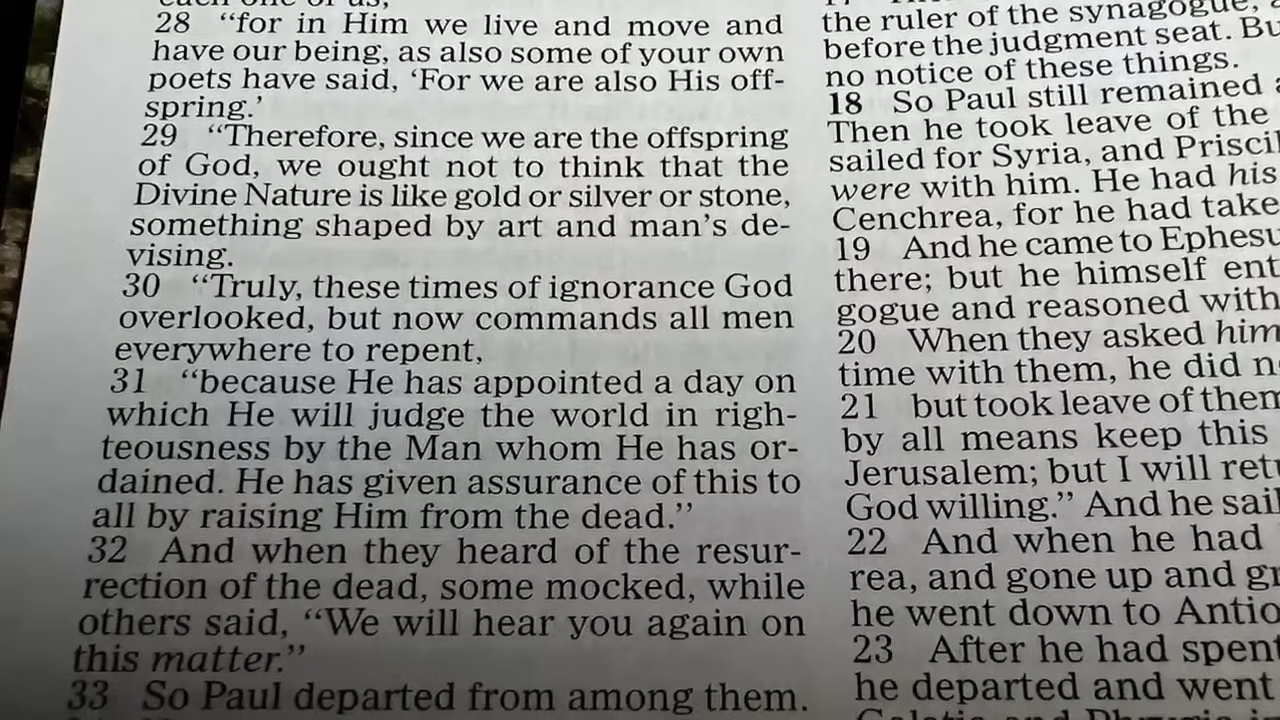 each one of us;
28 “for in Him we live and move and
have our being, as also some of your own
poets have said, ‘For we are also His off-
spring.’
29 “Therefore, since we are the offspring
of God, we ought not to think that the
Divine Nature is like gold or silver or stone,
something shaped by art and man’s de-
vising.
30 “Truly, these times of ignorance God
overlooked, but now commands all men
everywhere to repent,
31 “because He has appointed a day on
which He will judge the world in righ-
teousness by the Man whom He has or-
dained. He has given assurance of this to
all by raising Him from the dead.”
32 And when they heard of the resur-
rection of the dead, some mocked, while
others said, “We will hear you again on
this matter.”
33 So Paul departed from among them.
the ruler of the synagogue,
before the judgment seat.
no notice of these things.
18 So Paul still remained
Then he took leave of the
sailed for Syria, and
were with him. He had his
Cenchrea, for he had
19 And he came to
there; but he himself
gogue and reasoned with
20 When they asked him
time with them, he did
21 but took leave of
by all means keep this
Jerusalem; but I will
God willing.” And he
22 And when he had
rea, and gone up and
he went down to
23 After he had
he departed and went